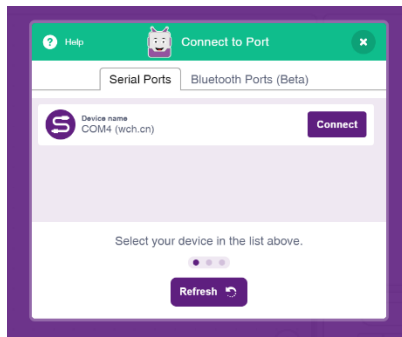 Help
Connect to Port
Serial Ports
Bluetooth Ports (Beta)
Device name
COM4 (wch.cn)
Connect
Select your device in the list above.
Refresh